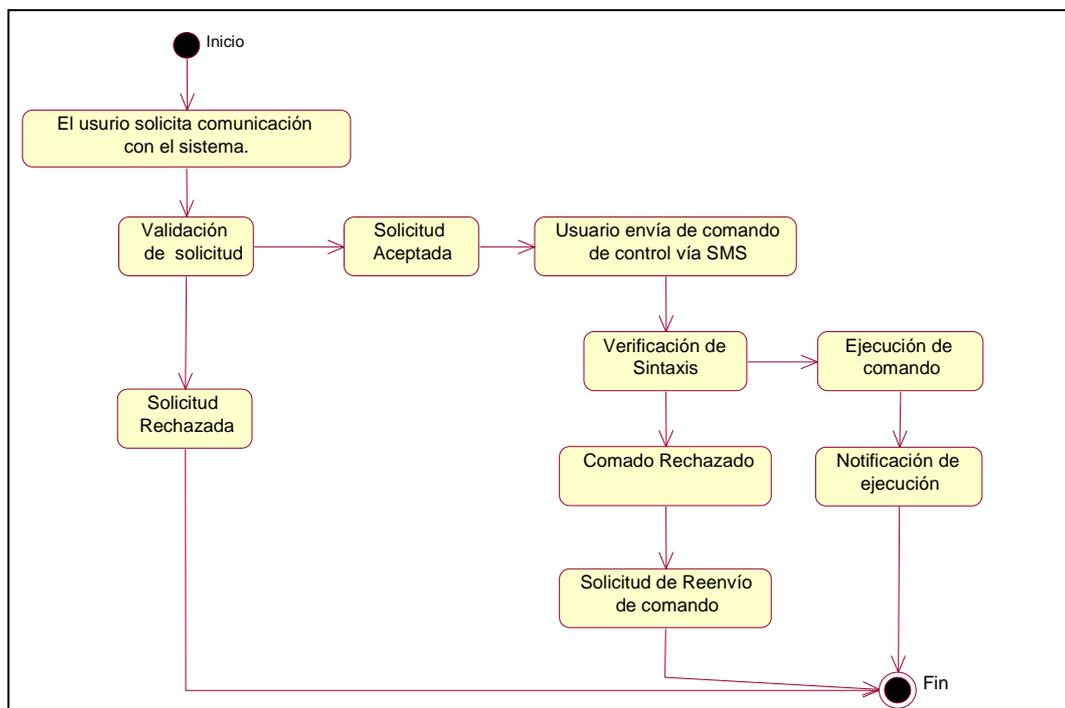 Inicio
El usurio solicita comunicación
con el sistema.
Validación
de solicitud
Solicitud
Aceptada
Usuario envía de comando
de control vía SMS
Verificación de
Sintaxis
Ejecución de
comando
Solicitud
Rechazada
Comado Rechazado
Notificación de
ejecución
Solicitud de Reenvío
de comando
Fin